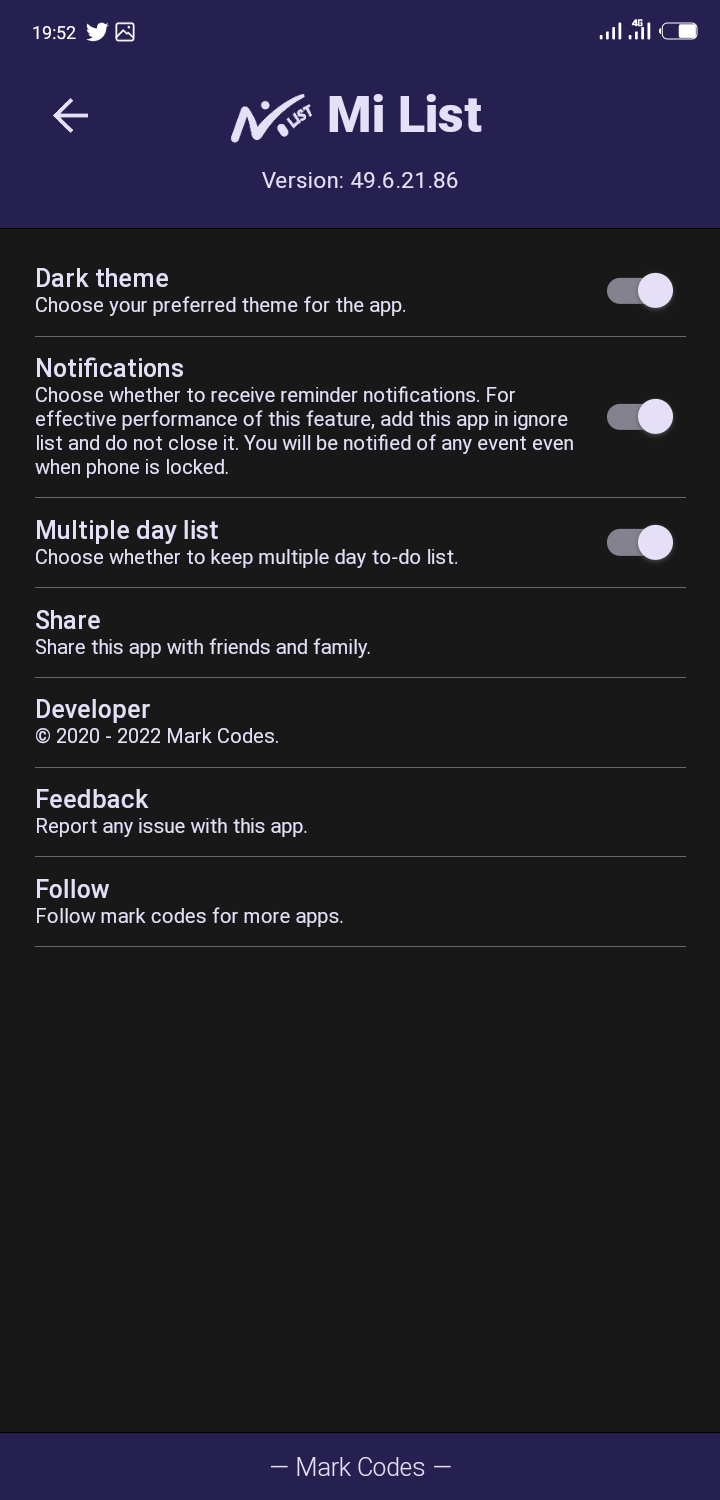 19:52
4G
LIST Mi List
Version: 49.6.21.86
Dark theme
Choose your preferred theme for the app.
Notifications
Choose whether to receive reminder notifications. For
effective performance of this feature, add this app in ignore
list and do not close it. You will be notified of any event even
when phone is locked.
Multiple day list
Choose whether to keep multiple day to-do list.
Share
Share this app with friends and family.
Developer
© 2020 - 2022 Mark Codes.
Feedback
Report any issue with this app.
Follow
Follow mark codes for more apps.
— Mark Codes —